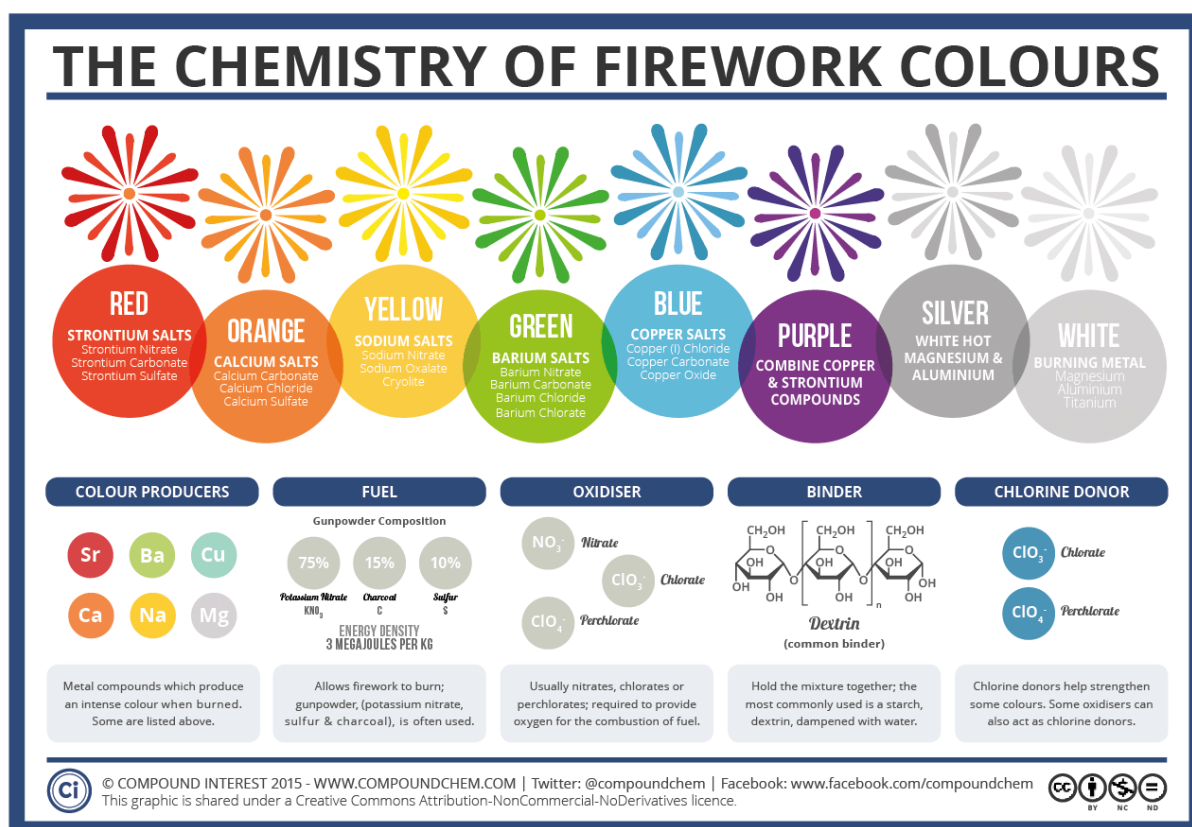 THE CHEMISTRY OF FIREWORK COLOURS
RED
STRONTIUM SALTS
Strontium Nitrate
Strontium Carbonate
Strontium Sulfate
ORANGE
CALCIUM SALTS
Calcium Carbonate
Calcium Chloride
Calcium Sulfate
YELLOW
SODIUM SALTS
Sodium Nitrate
Sodium Oxalate
Cryolite
GREEN
BARIUM SALTS
Barium Nitrate
Barium Carbonate
Barium Chloride
Barium Chlorate
BLUE
COPPER SALTS
Copper (I) Chloride
Copper Carbonate
Copper Oxide
PURPLE
COMBINE COPPER
& STRONTIUM
COMPOUNDS
SILVER
WHITE HOT
MAGNESIUM &
ALUMINIUM
WHITE
BURNING METAL
Magnesium
Aluminium
Titanium
COLOUR PRODUCERS
Sr Ba Cu
Ca Na Mg
Metal compounds which produce
an intense colour when burned.
Some are listed above.
FUEL
Gunpowder Composition
75% 15% 10%
Potassium Nitrate Charcoal Sulfur
KNO₃ C S
ENERGY DENSITY
3 MEGAJOULES PER KG
Allows firework to burn;
gunpowder, (potassium nitrate,
sulfur & charcoal), is often used.
OXIDISER
NO₃⁻ Nitrate
ClO₃⁻ Chlorate
ClO₄⁻ Perchlorate
Usually nitrates, chlorates or
perchlorates; required to provide
oxygen for the combustion of fuel.
BINDER
CH₂OH CH₂OH CH₂OH
O O O
OH OH OH
OH O O OH
OH OH OH
n
Dextrin
(common binder)
Hold the mixture together; the
most commonly used is a starch,
dextrin, dampened with water.
CHLORINE DONOR
ClO₃⁻ Chlorate
ClO₄⁻ Perchlorate
Chlorine donors help strengthen
some colours. Some oxidisers can
also act as chlorine donors.
Ci
© COMPOUND INTEREST 2015 - WWW.COMPOUNDCHEM.COM | Twitter: @compoundchem | Facebook: www.facebook.com/compoundchem
This graphic is shared under a Creative Commons Attribution-NonCommercial-NoDerivatives licence.
cc
BY NC ND